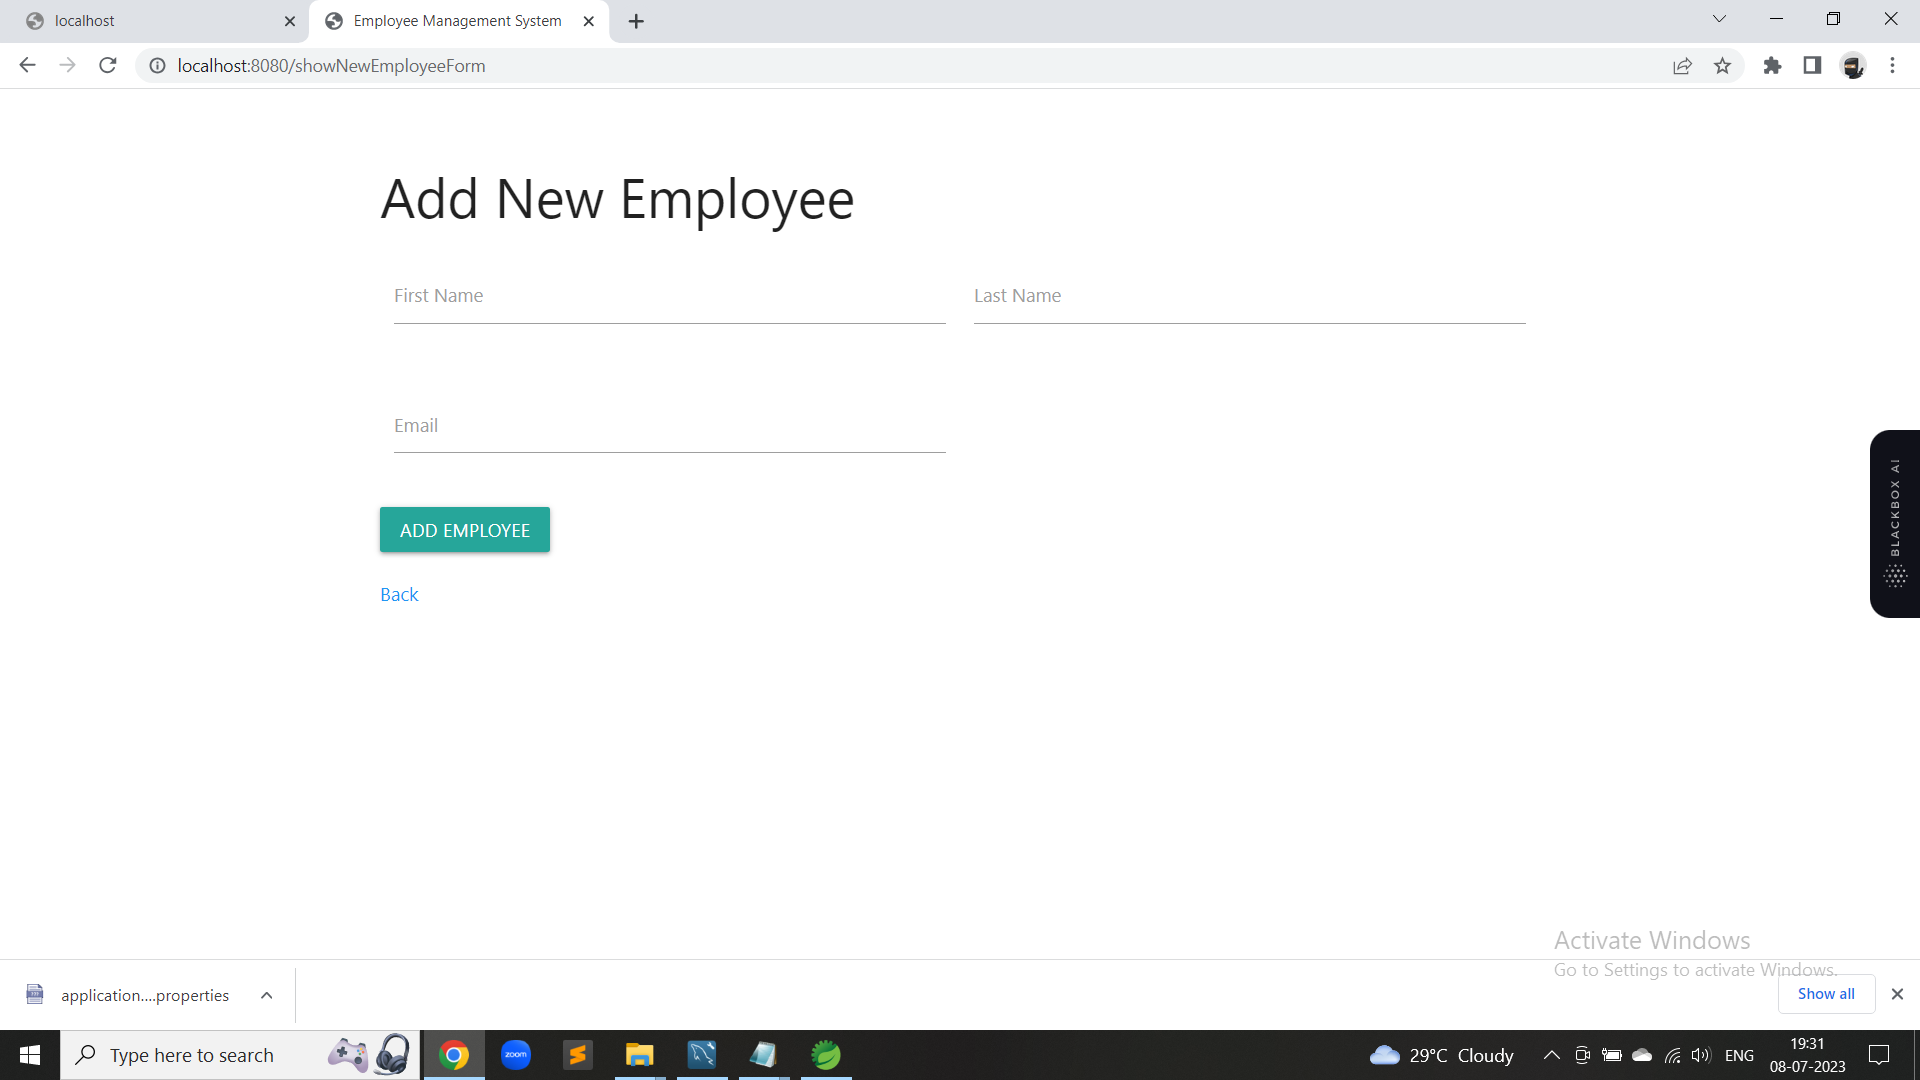 localhost
Employee Management System
localhost:8080/showNewEmployeeForm
Add New Employee
First Name
Last Name
Email
ADD EMPLOYEE
Back
BLACKBOX AI
Activate Windows
Go to Settings to activate Windows.
application....properties
Show all
Type here to search
zoom
29°C Cloudy
ENG
19:31
08-07-2023